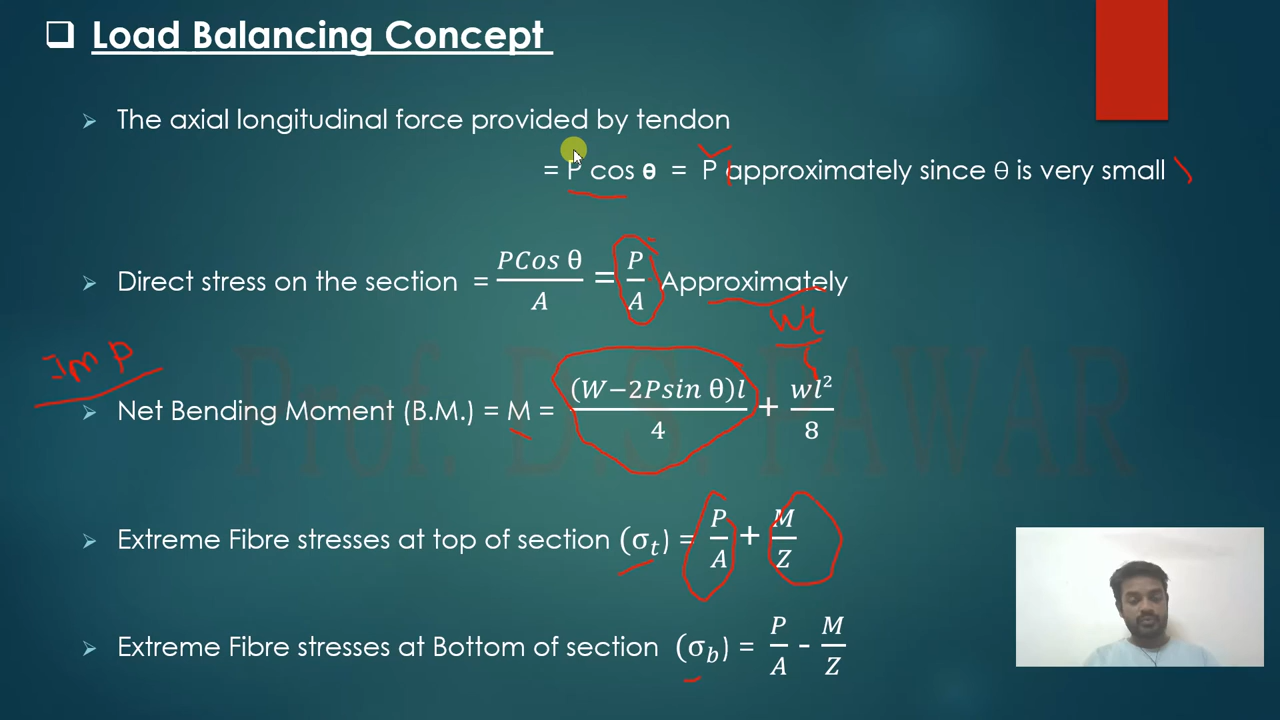 ❑ Load Balancing Concept
➢ The axial longitudinal force provided by tendon
= P cos θ = P approximately since θ is very small
➢ Direct stress on the section = PCos θ / A = P / A Approximately
Imp
➢ Net Bending Moment (B.M.) = M = (W−2Psin θ)l / 4 + wl² / 8
➢ Extreme Fibre stresses at top of section (σt) = P / A + M / Z
➢ Extreme Fibre stresses at Bottom of section (σb) = P / A - M / Z
Prof. D.S. PAWAR